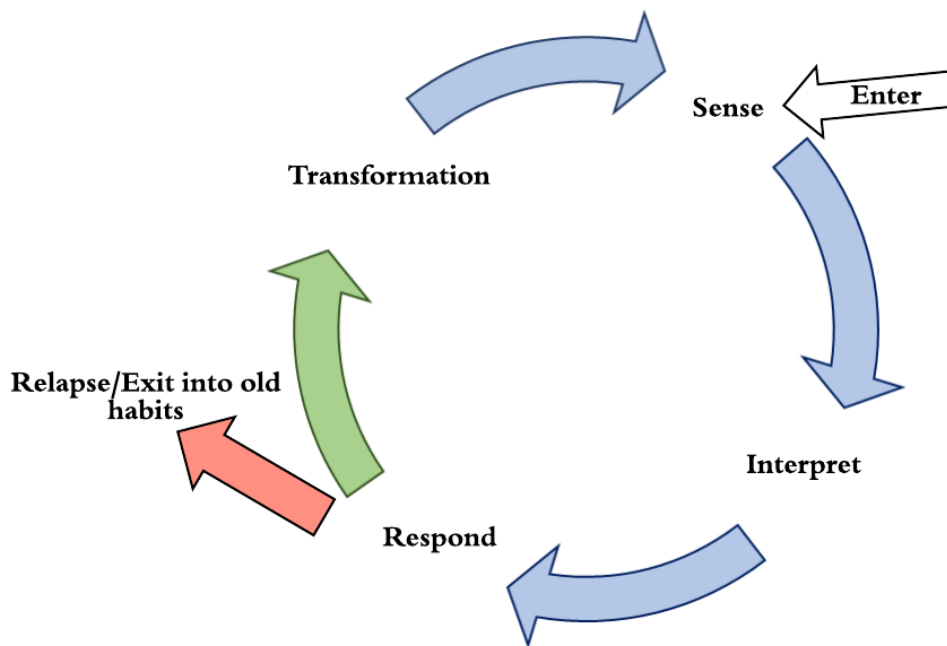 Enter
Sense
Transformation
Relapse/Exit into old
habits
Interpret
Respond